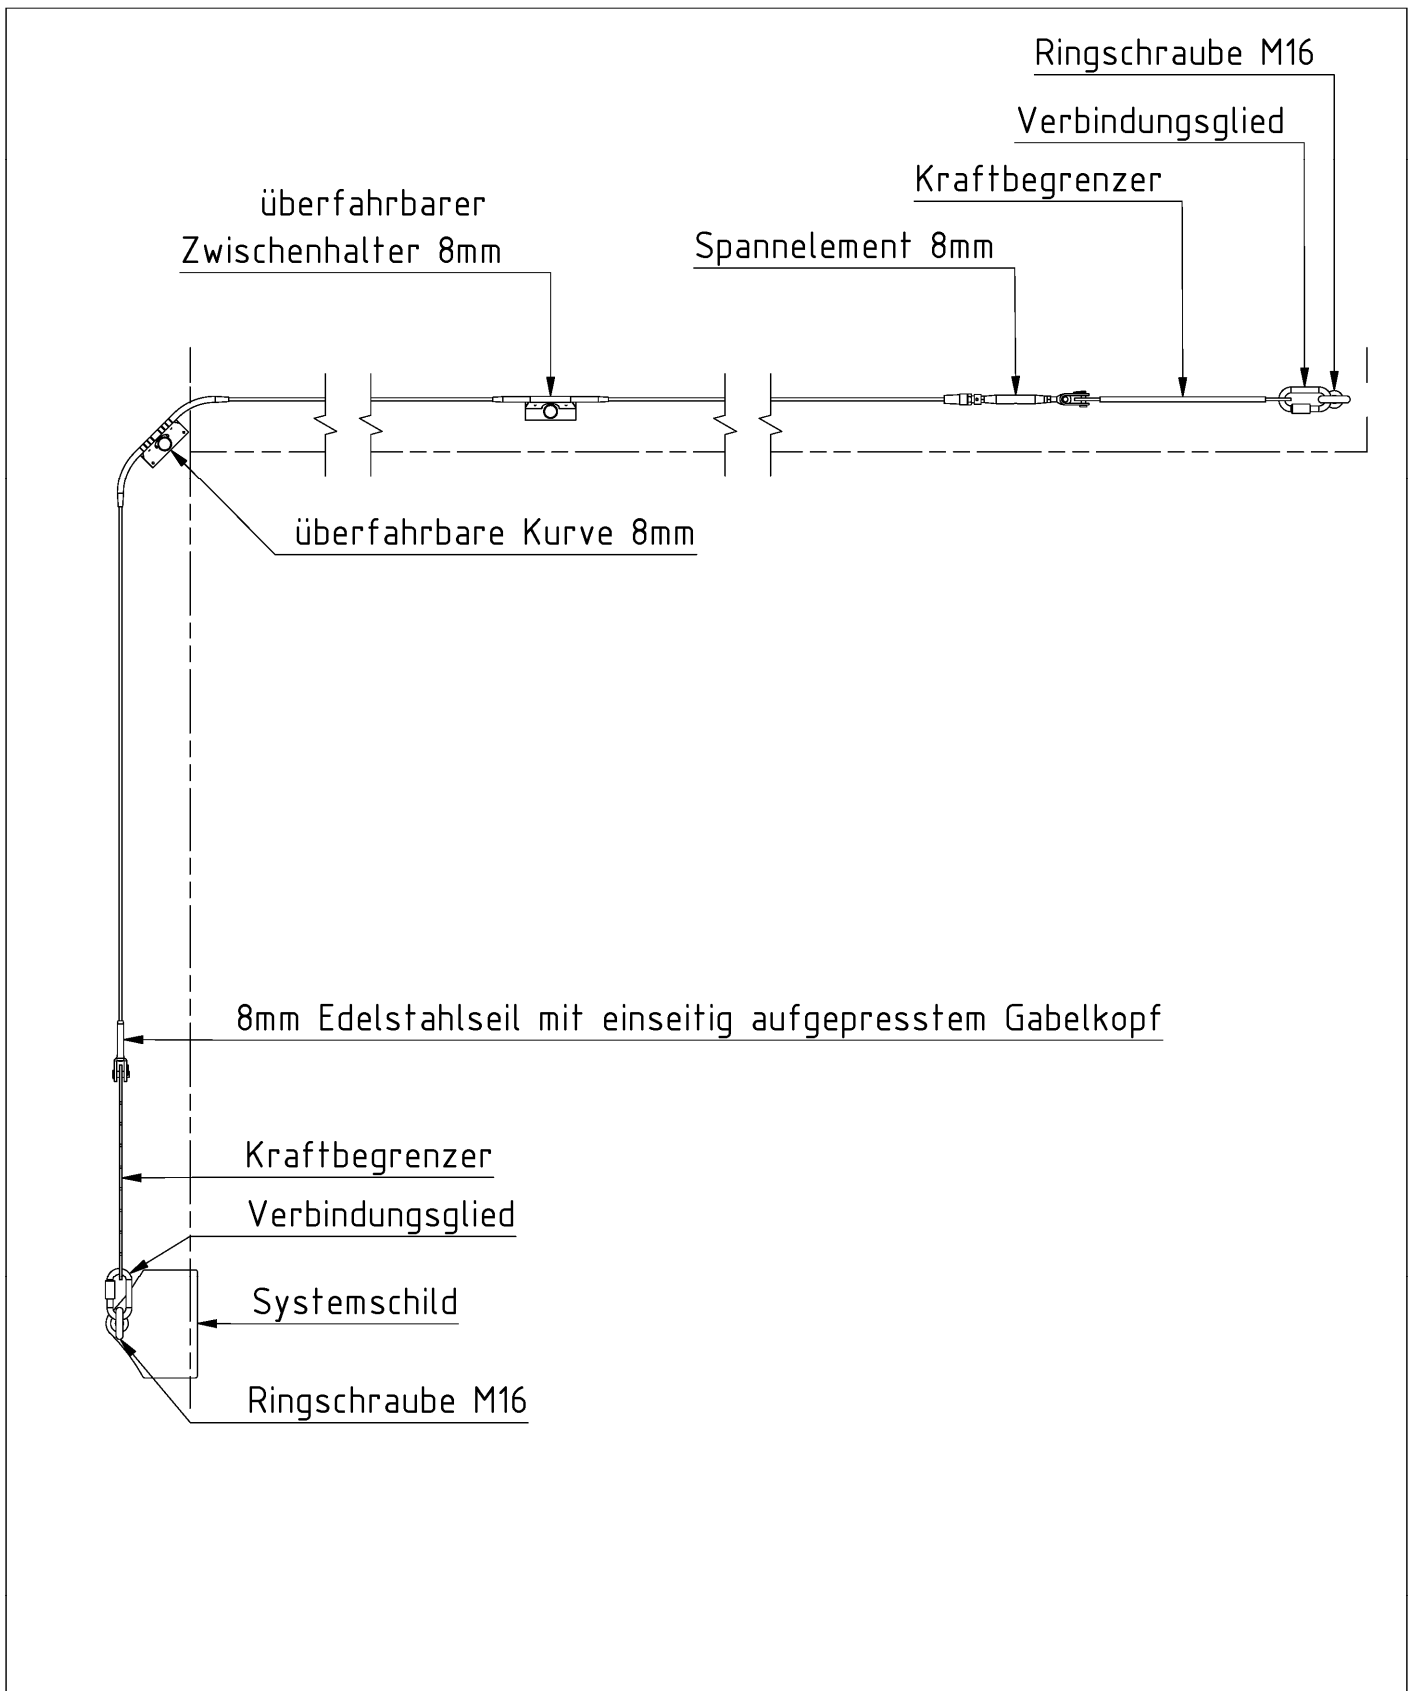 Ringschraube M16
Verbindungsglied
Kraftbegrenzer
überfahrbarer
Zwischenhalter 8mm
Spannelement 8mm
überfahrbare Kurve 8mm
8mm Edelstahlseil mit einseitig aufgepresstem Gabelkopf
Kraftbegrenzer
Verbindungsglied
Systemschild
Ringschraube M16